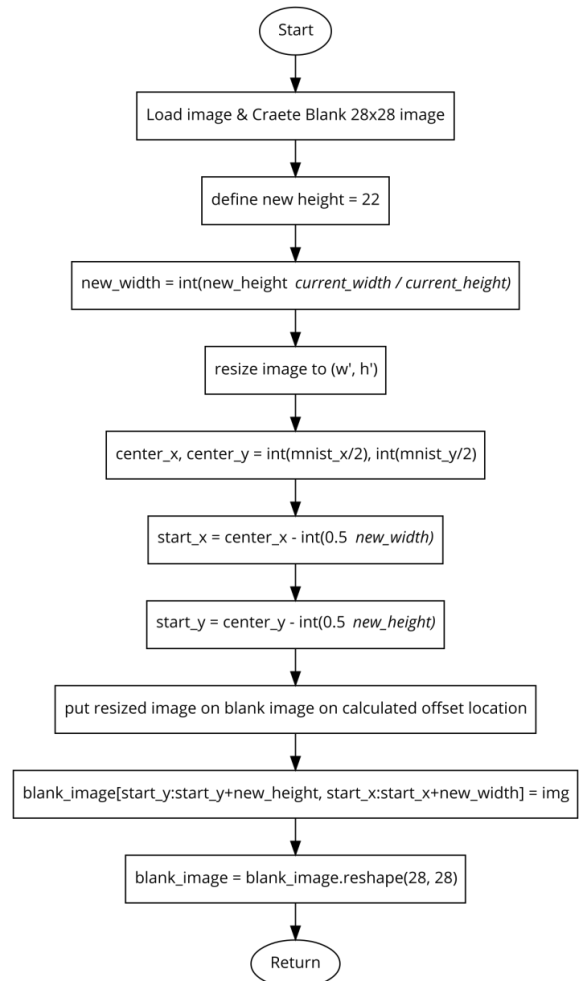 Start
Load image & Craete Blank 28x28 image
define new height = 22
new_width = int(new_height current_width / current_height)
resize image to (w', h')
center_x, center_y = int(mnist_x/2), int(mnist_y/2)
start_x = center_x - int(0.5 new_width)
start_y = center_y - int(0.5 new_height)
put resized image on blank image on calculated offset location
blank_image[start_y:start_y+new_height, start_x:start_x+new_width] = img
blank_image = blank_image.reshape(28, 28)
Return